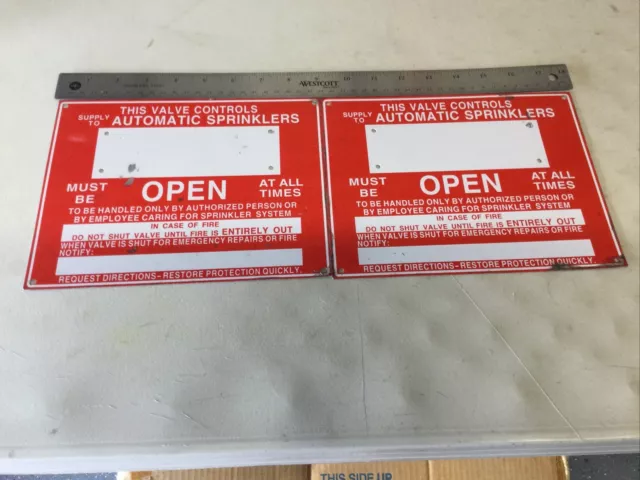 WESTCOTT
THIS VALVE CONTROLS
SUPPLY TO AUTOMATIC SPRINKLERS
MUST BE OPEN AT ALL TIMES
TO BE HANDLED ONLY BY AUTHORIZED PERSON OR
BY EMPLOYEE CARING FOR SPRINKLER SYSTEM
IN CASE OF FIRE
DO NOT SHUT VALVE UNTIL FIRE IS ENTIRELY OUT
WHEN VALVE IS SHUT FOR EMERGENCY REPAIRS OR FIRE
NOTIFY:
REQUEST DIRECTIONS-RESTORE PROTECTION QUICKLY.
THIS VALVE CONTROLS
SUPPLY TO AUTOMATIC SPRINKLERS
MUST BE OPEN AT ALL TIMES
TO BE HANDLED ONLY BY AUTHORIZED PERSON OR
BY EMPLOYEE CARING FOR SPRINKLER SYSTEM
IN CASE OF FIRE
DO NOT SHUT VALVE UNTIL FIRE IS ENTIRELY OUT
WHEN VALVE IS SHUT FOR EMERGENCY REPAIRS OR FIRE
NOTIFY:
REQUEST DIRECTIONS-RESTORE PROTECTION QUICKLY.
THIS SIDE UP